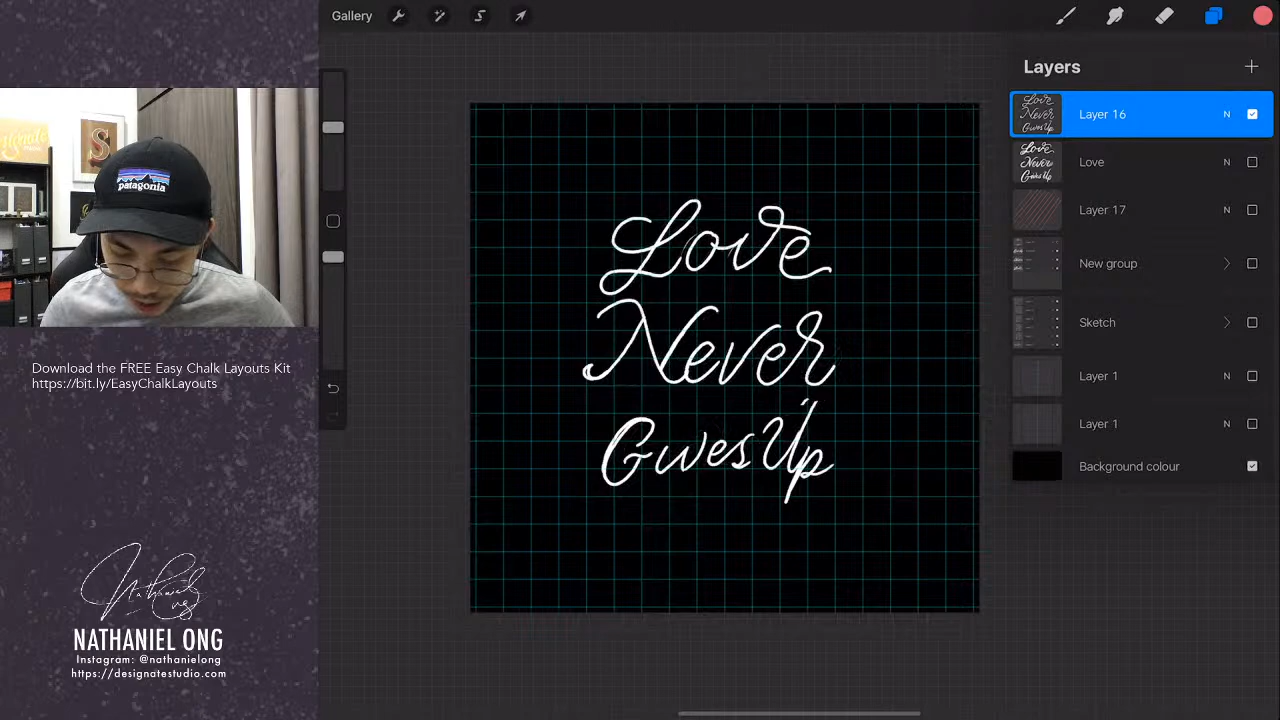 Gallery
Layers
Layer 16 N
Love N
Layer 17 N
New group
Sketch
Layer 1 N
Layer 1 N
Background colour
Love
Never
Gives Up
patagonia
Download the FREE Easy Chalk Layouts Kit
https://bit.ly/EasyChalkLayouts
Nathaniel Ong
NATHANIEL ONG
Instagram: @nathanielong
https://designatestudio.com